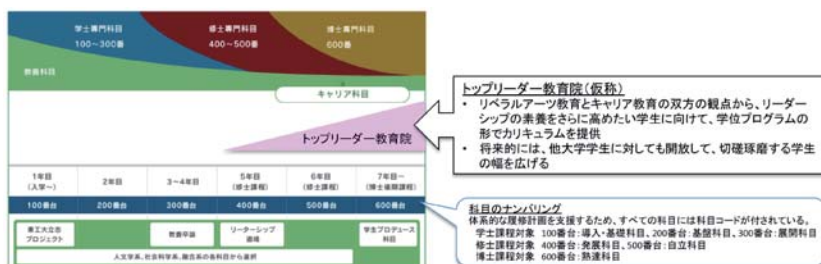 学士専門科目
100〜300番
修士専門科目
400〜500番
博士専門科目
600番
教養科目
キャリア科目
トップリーダー教育院
トップリーダー教育院(仮称)
• リベラルアーツ教育とキャリア教育の双方の観点から、リーダー
シップの素養をさらに高めたい学生に向けて、学位プログラムの
形でカリキュラムを提供
• 将来的には、他大学学生に対しても開放して、切磋琢磨する学生
の幅を広げる
1年目
(入学〜)
2年目
3〜4年目
5年目
(修士課程)
6年目
(修士課程)
7年目〜
(博士後期課程)
100番台
200番台
300番台
400番台
500番台
600番台
東工大立志
プロジェクト
教養卒論
リーダーシップ
道場
学生プロデュース
科目
人文学系、社会科学系、融合系の各科目から選択
科目のナンバリング
体系的な履修計画を支援するため、すべての科目には科目コードが付されている。
学士課程対象 100番台:導入・基礎科目、200番台:基盤科目、300番台:展開科目
修士課程対象 400番台:発展科目、500番台:自立科目
博士課程対象 600番台:熟達科目